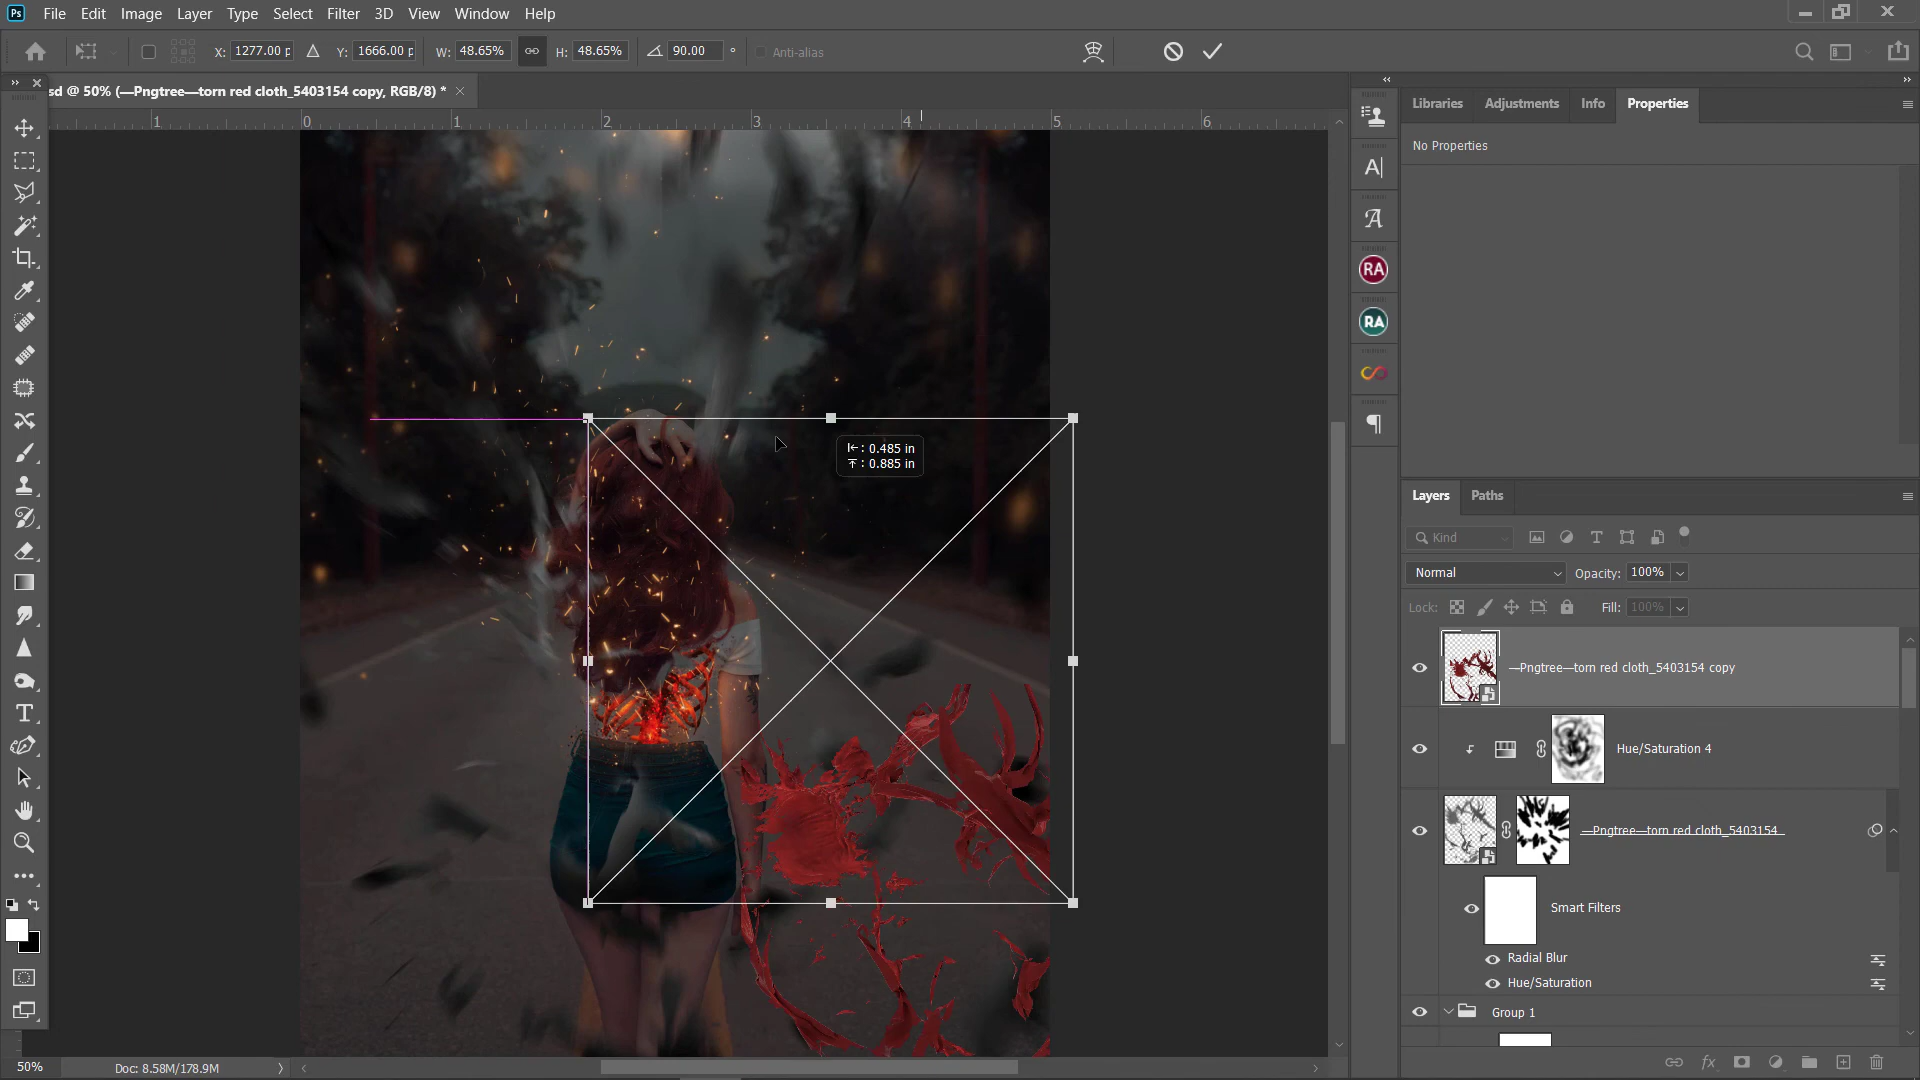 Ps File Edit Image Layer Type Select Filter 3D View Window Help
X: 1277.00 p Y: 1666.00 p W: 48.65% H: 48.65% 90.00 ° Anti-alias
sd @ 50% (—Pngtree—torn red cloth_5403154 copy, RGB/8) * ×
1 0 1 2 3 4 5 6
: 0.485 in
: 0.885 in
50% Doc: 8.58M/178.9M
A|
A
RA
RA
Libraries Adjustments Info Properties
No Properties
Layers Paths
Kind
Normal Opacity: 100%
Lock: Fill: 100%
—Pngtree—torn red cloth_5403154 copy
Hue/Saturation 4
—Pngtree—torn red cloth_5403154
Smart Filters
Radial Blur
Hue/Saturation
Group 1
fx